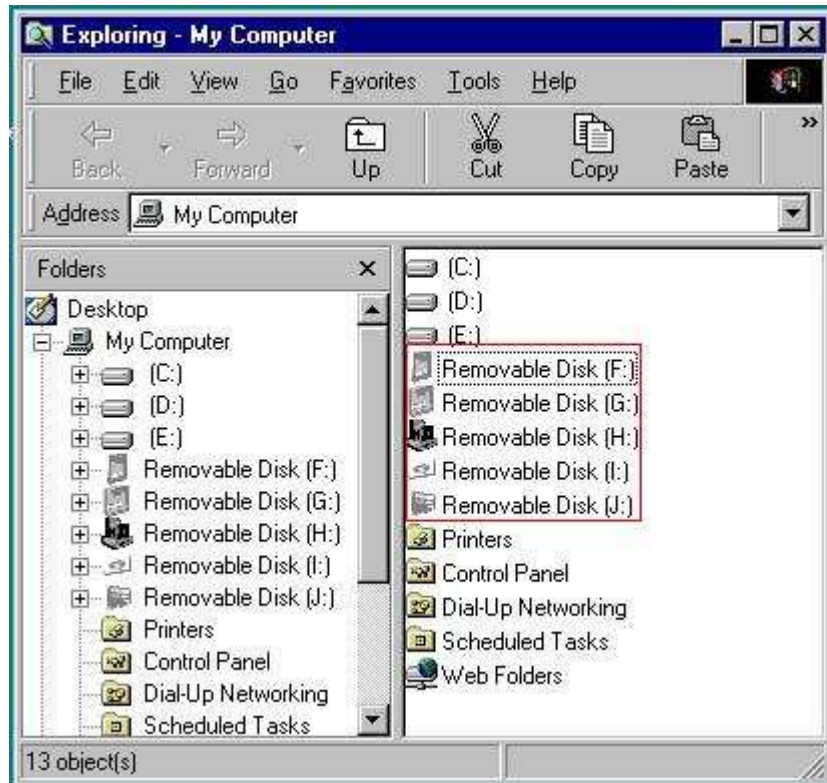 Exploring - My Computer
File Edit View Go Favorites Tools Help
Back Forward Up Cut Copy Paste »
Address My Computer
Folders
Desktop
My Computer
(C:)
(D:)
(E:)
Removable Disk (F:)
Removable Disk (G:)
Removable Disk (H:)
Removable Disk (I:)
Removable Disk (J:)
Printers
Control Panel
Dial-Up Networking
Scheduled Tasks
(C:)
(D:)
(E:)
Removable Disk (F:)
Removable Disk (G:)
Removable Disk (H:)
Removable Disk (I:)
Removable Disk (J:)
Printers
Control Panel
Dial-Up Networking
Scheduled Tasks
Web Folders
13 object(s)